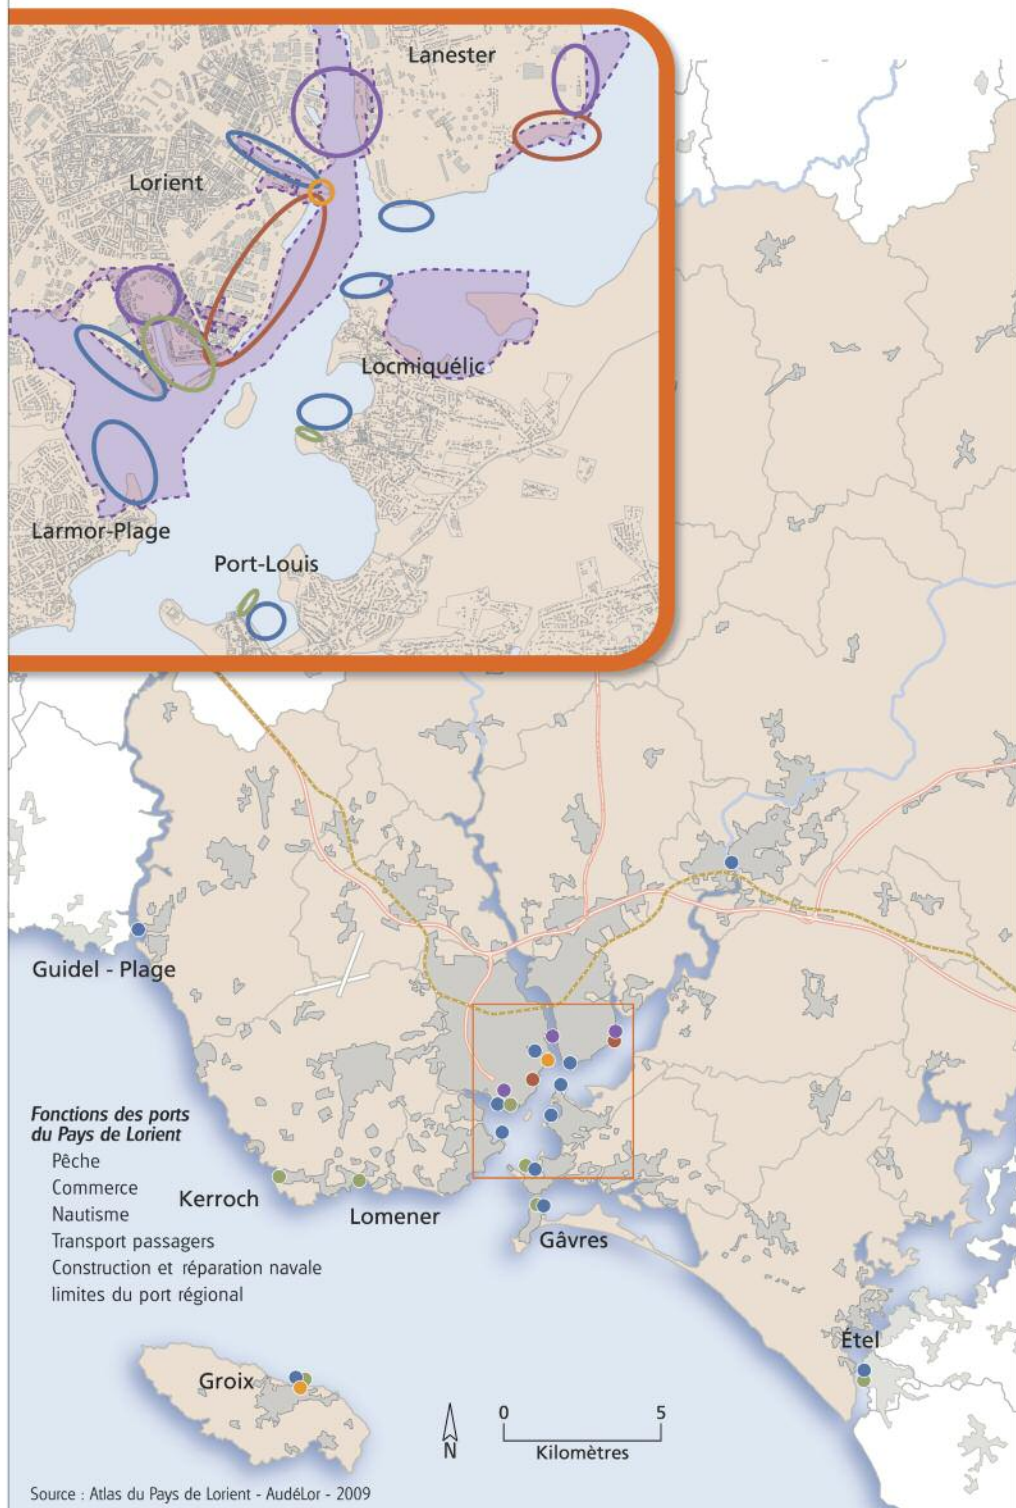 Lanester
Lorient
Locmiquélic
Larmor-Plage
Port-Louis
Guidel - Plage
Fonctions des ports
du Pays de Lorient
Pêche
Commerce
Nautisme
Transport passagers
Construction et réparation navale
limites du port régional
Kerroch
Lomener
Gâvres
Étel
Groix
0 5
Kilomètres
N
Source : Atlas du Pays de Lorient - AudéLor - 2009